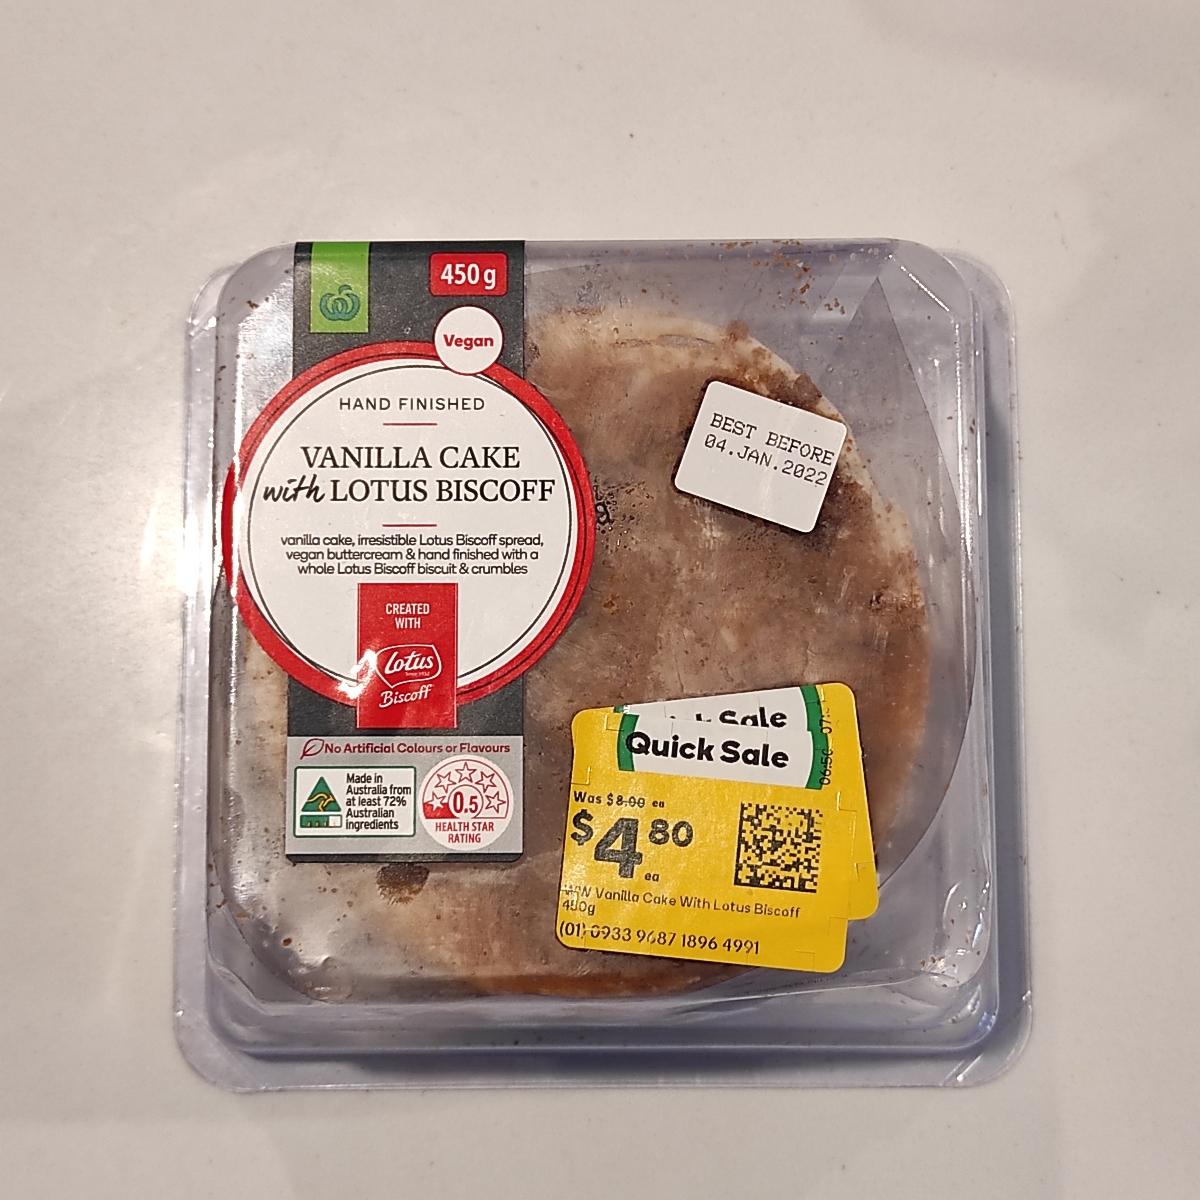 450g
Vegan
HAND FINISHED
VANILLA CAKE
with LOTUS BISCOFF
vanilla cake, irresistible Lotus Biscoff spread,
vegan buttercream & hand finished with a
whole Lotus Biscoff biscuit & crumbles
CREATED
WITH
Lotus
Biscoff
No Artificial Colours or Flavours
Made in
Australia from
at least 72%
Australian
ingredients
0.5
HEALTH STAR
RATING
BEST BEFORE
04.JAN.2022
Sale
Quick Sale
Was $8.00 ea
$4.80
ea
WW Vanilla Cake With Lotus Biscoff
450g
(01) 0933 9687 1896 4991